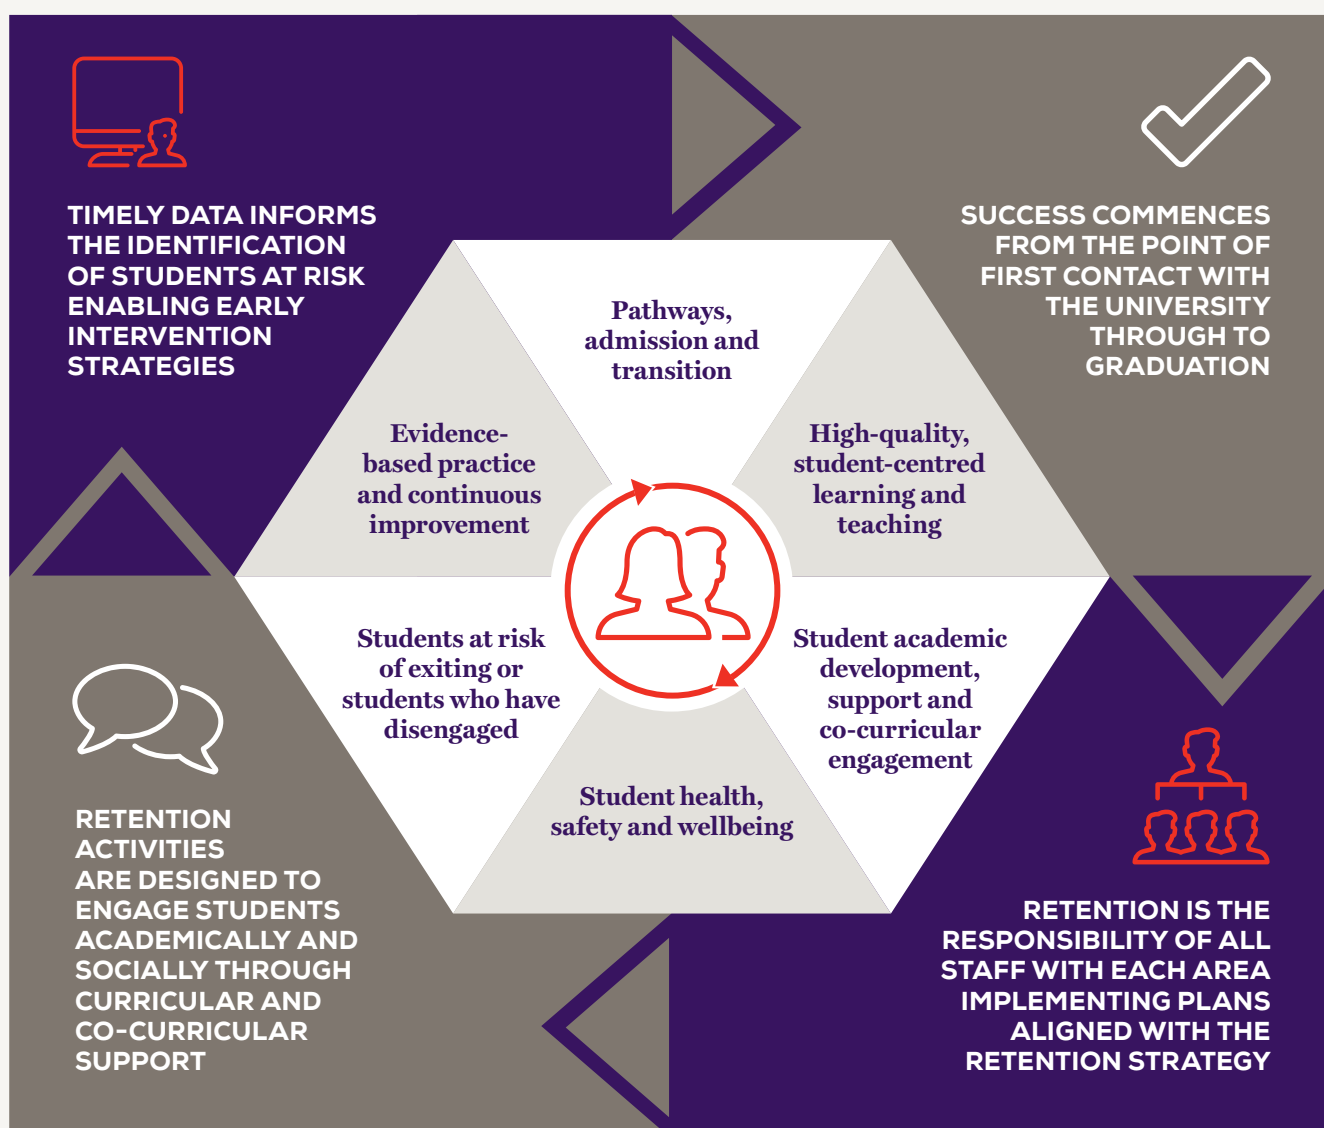 TIMELY DATA INFORMS
THE IDENTIFICATION
OF STUDENTS AT RISK
ENABLING EARLY
INTERVENTION
STRATEGIES
SUCCESS COMMENCES
FROM THE POINT OF
FIRST CONTACT WITH
THE UNIVERSITY
THROUGH TO
GRADUATION
Pathways,
admission and
transition
Evidence-
based practice
and continuous
improvement
High-quality,
student-centred
learning and
teaching
Students at risk
of exiting or
students who have
disengaged
Student academic
development,
support and
co-curricular
engagement
Student health,
safety and wellbeing
RETENTION
ACTIVITIES
ARE DESIGNED TO
ENGAGE STUDENTS
ACADEMICALLY AND
SOCIALLY THROUGH
CURRICULAR AND
CO-CURRICULAR
SUPPORT
RETENTION IS THE
RESPONSIBILITY OF ALL
STAFF WITH EACH AREA
IMPLEMENTING PLANS
ALIGNED WITH THE
RETENTION STRATEGY